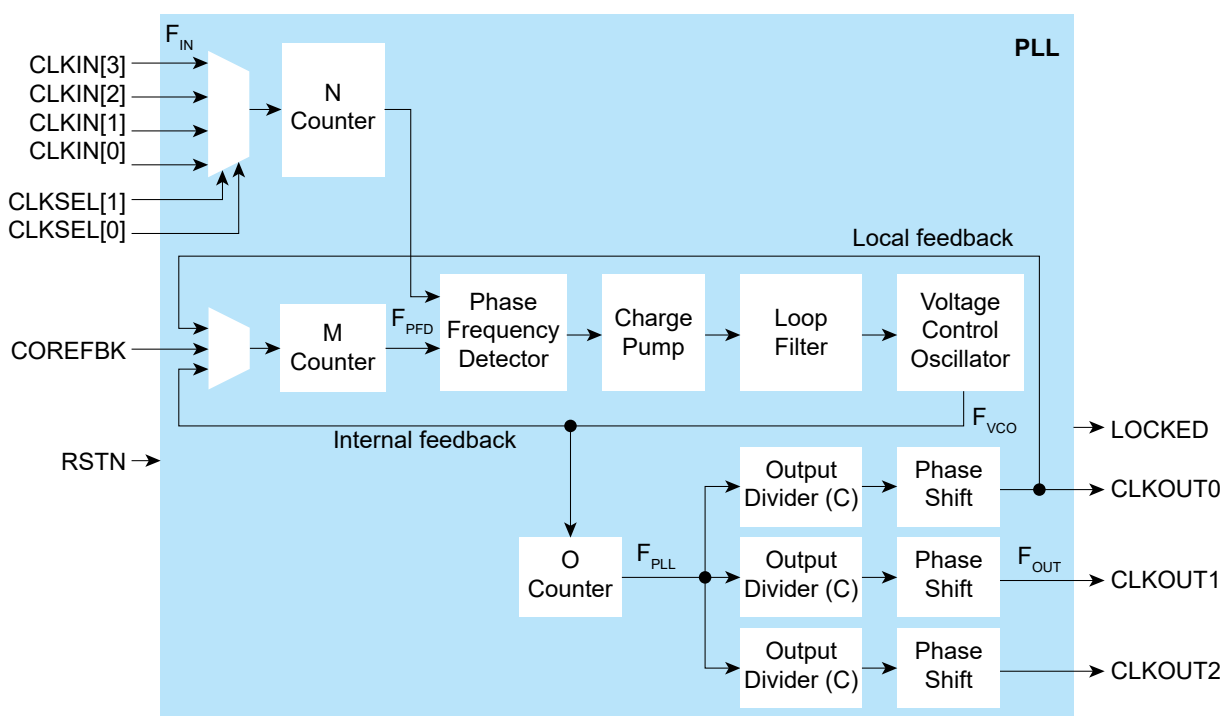 F_IN
PLL
CLKIN[3]
CLKIN[2]
CLKIN[1]
CLKIN[0]
CLKSEL[1]
CLKSEL[0]
N
Counter
Local feedback
COREFBK
M
Counter
F_PFD
Phase
Frequency
Detector
Charge
Pump
Loop
Filter
Voltage
Control
Oscillator
Internal feedback
F_VCO
RSTN
LOCKED
Output
Divider (C)
Phase
Shift
CLKOUT0
O
Counter
F_PLL
Output
Divider (C)
Phase
Shift
F_OUT
CLKOUT1
Output
Divider (C)
Phase
Shift
CLKOUT2